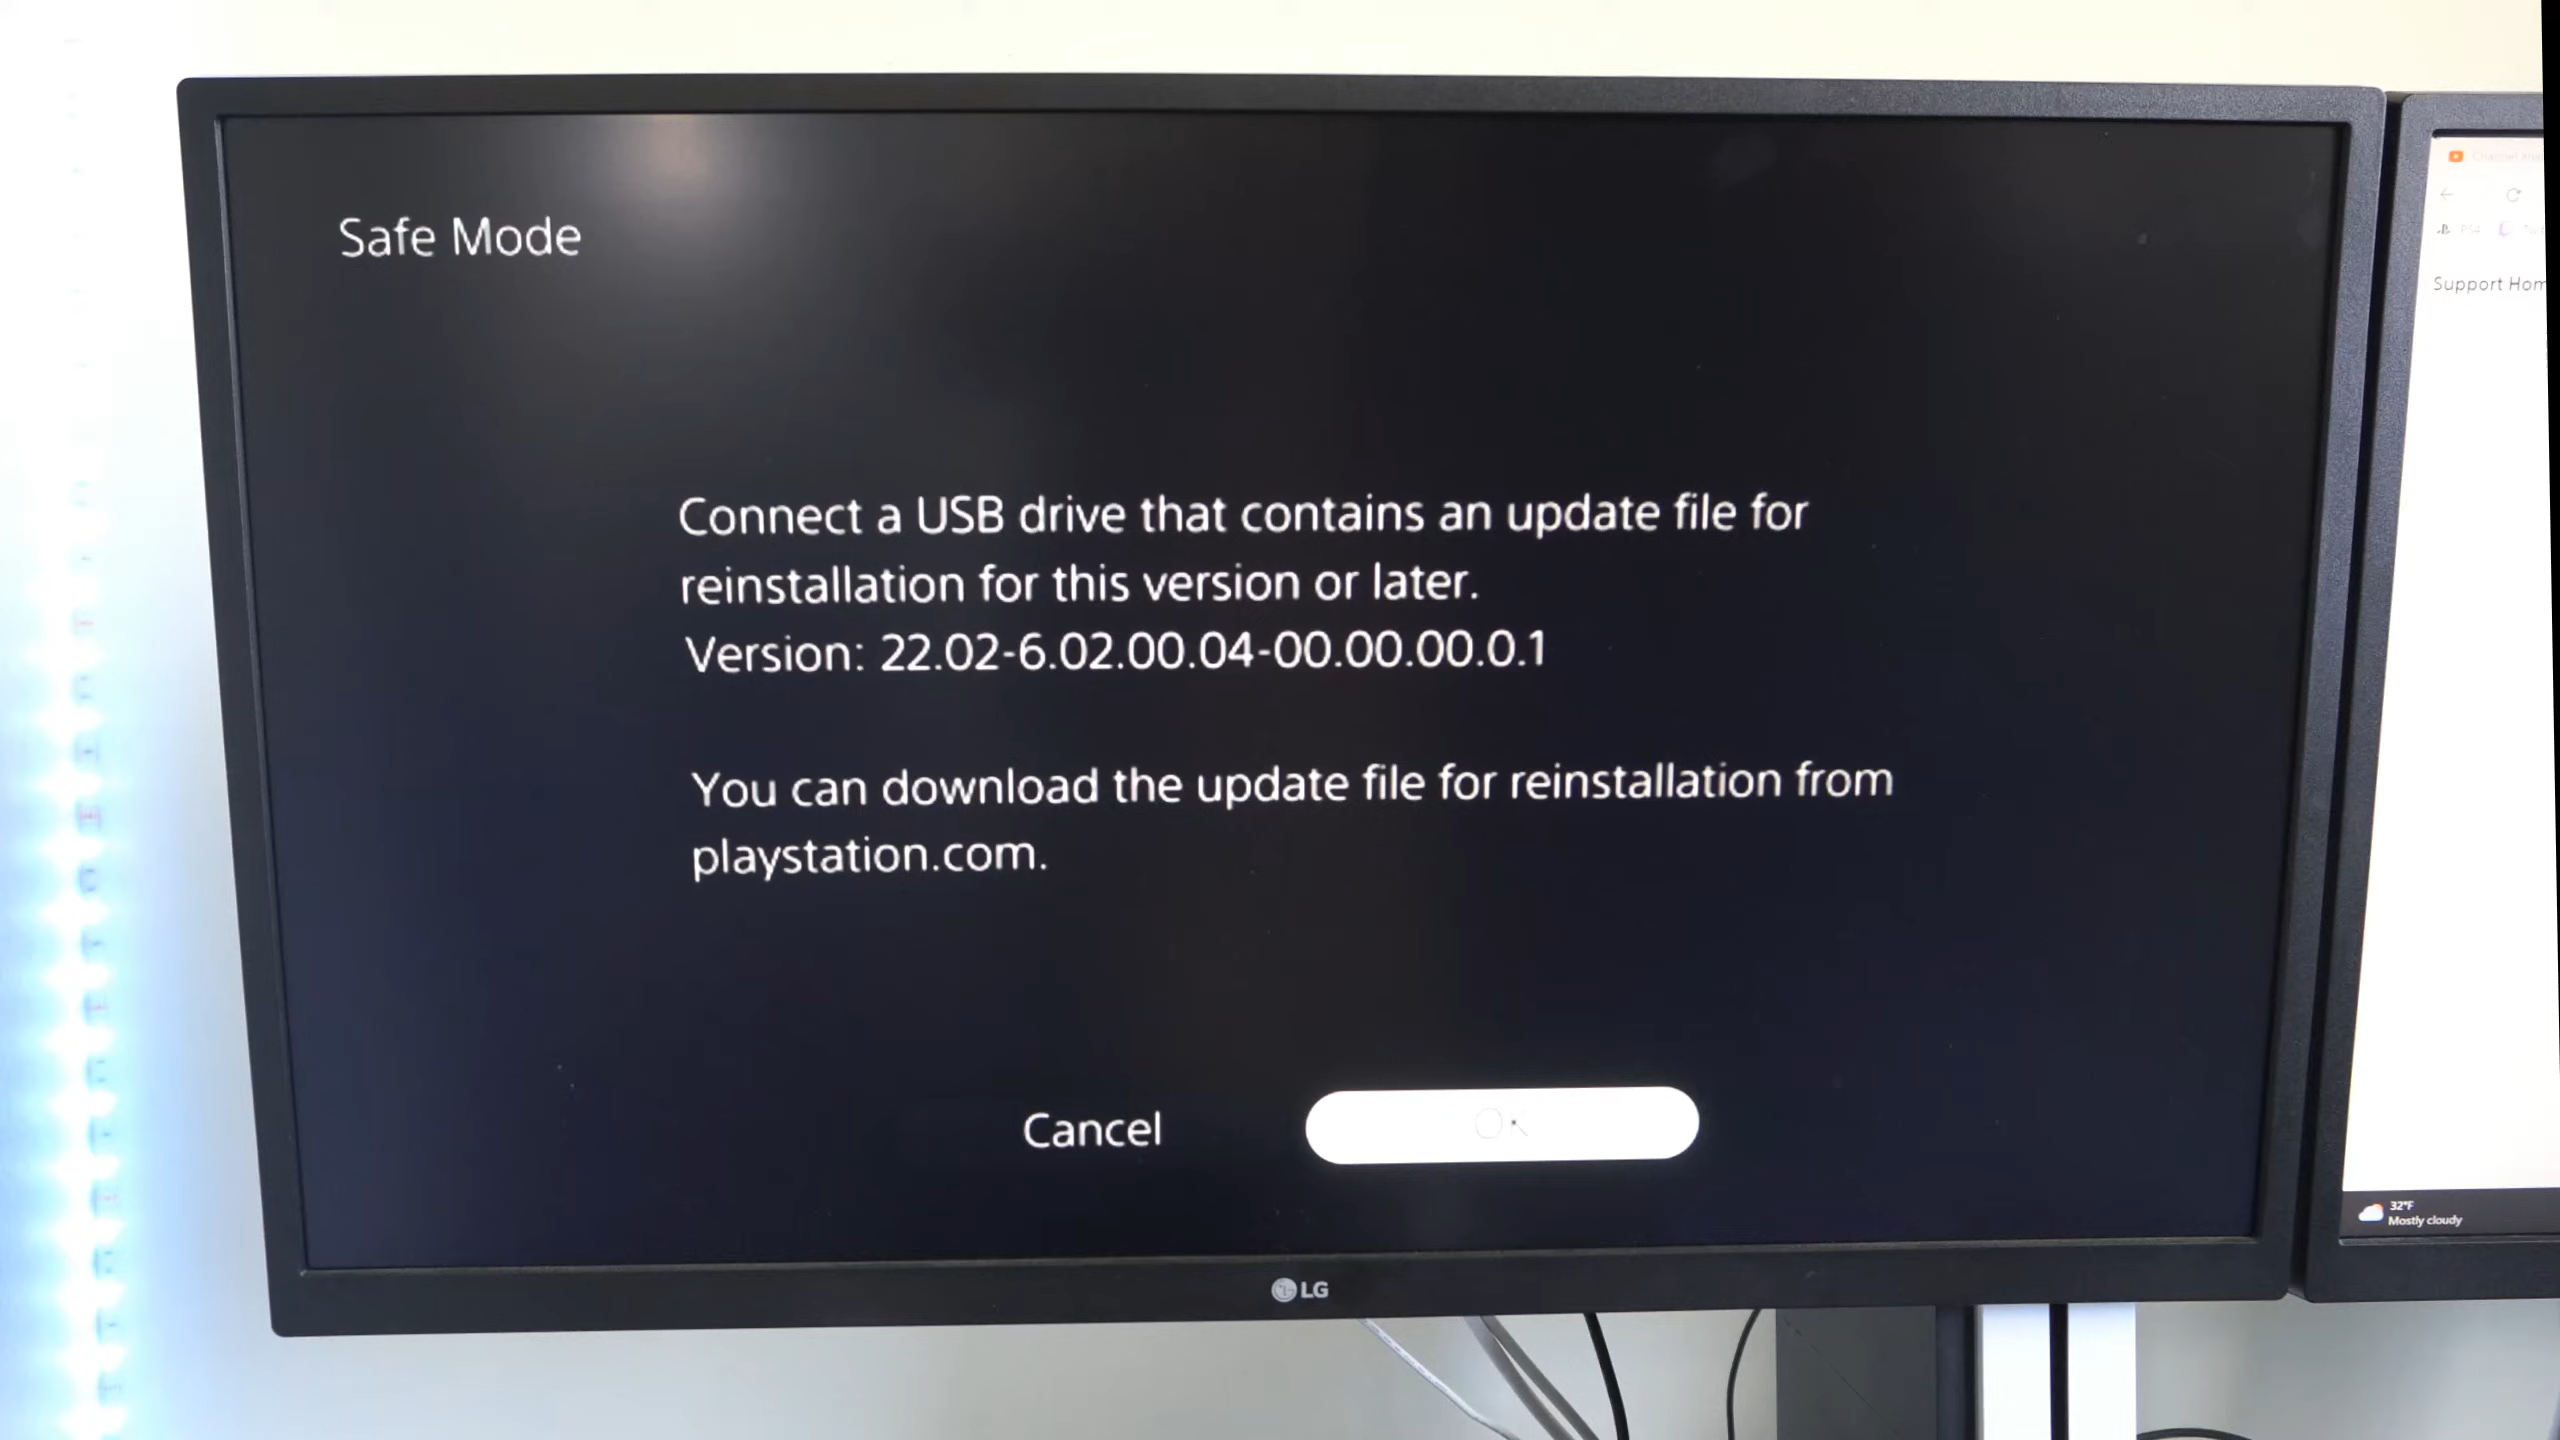 Safe Mode
Connect a USB drive that contains an update file for
reinstallation for this version or later.
Version: 22.02-6.02.00.04-00.00.00.0.1
You can download the update file for reinstallation from
playstation.com.
Cancel
OK
LG
PS4
Support Hom
32°F
Mostly cloudy